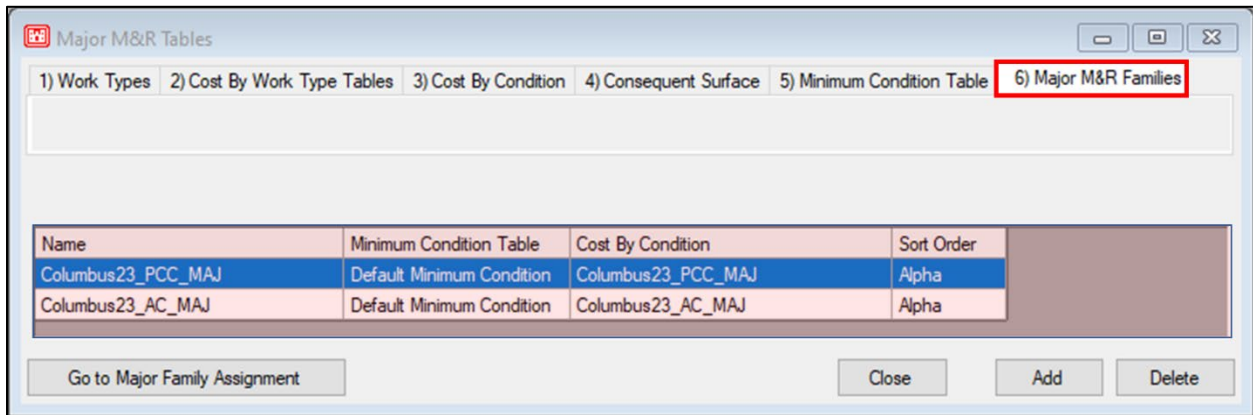 Major M&R Tables
1) Work Types 2) Cost By Work Type Tables 3) Cost By Condition 4) Consequent Surface 5) Minimum Condition Table 6) Major M&R Families
Name Minimum Condition Table Cost By Condition Sort Order
Columbus23_PCC_MAJ Default Minimum Condition Columbus23_PCC_MAJ Alpha
Columbus23_AC_MAJ Default Minimum Condition Columbus23_AC_MAJ Alpha
Go to Major Family Assignment Close Add Delete